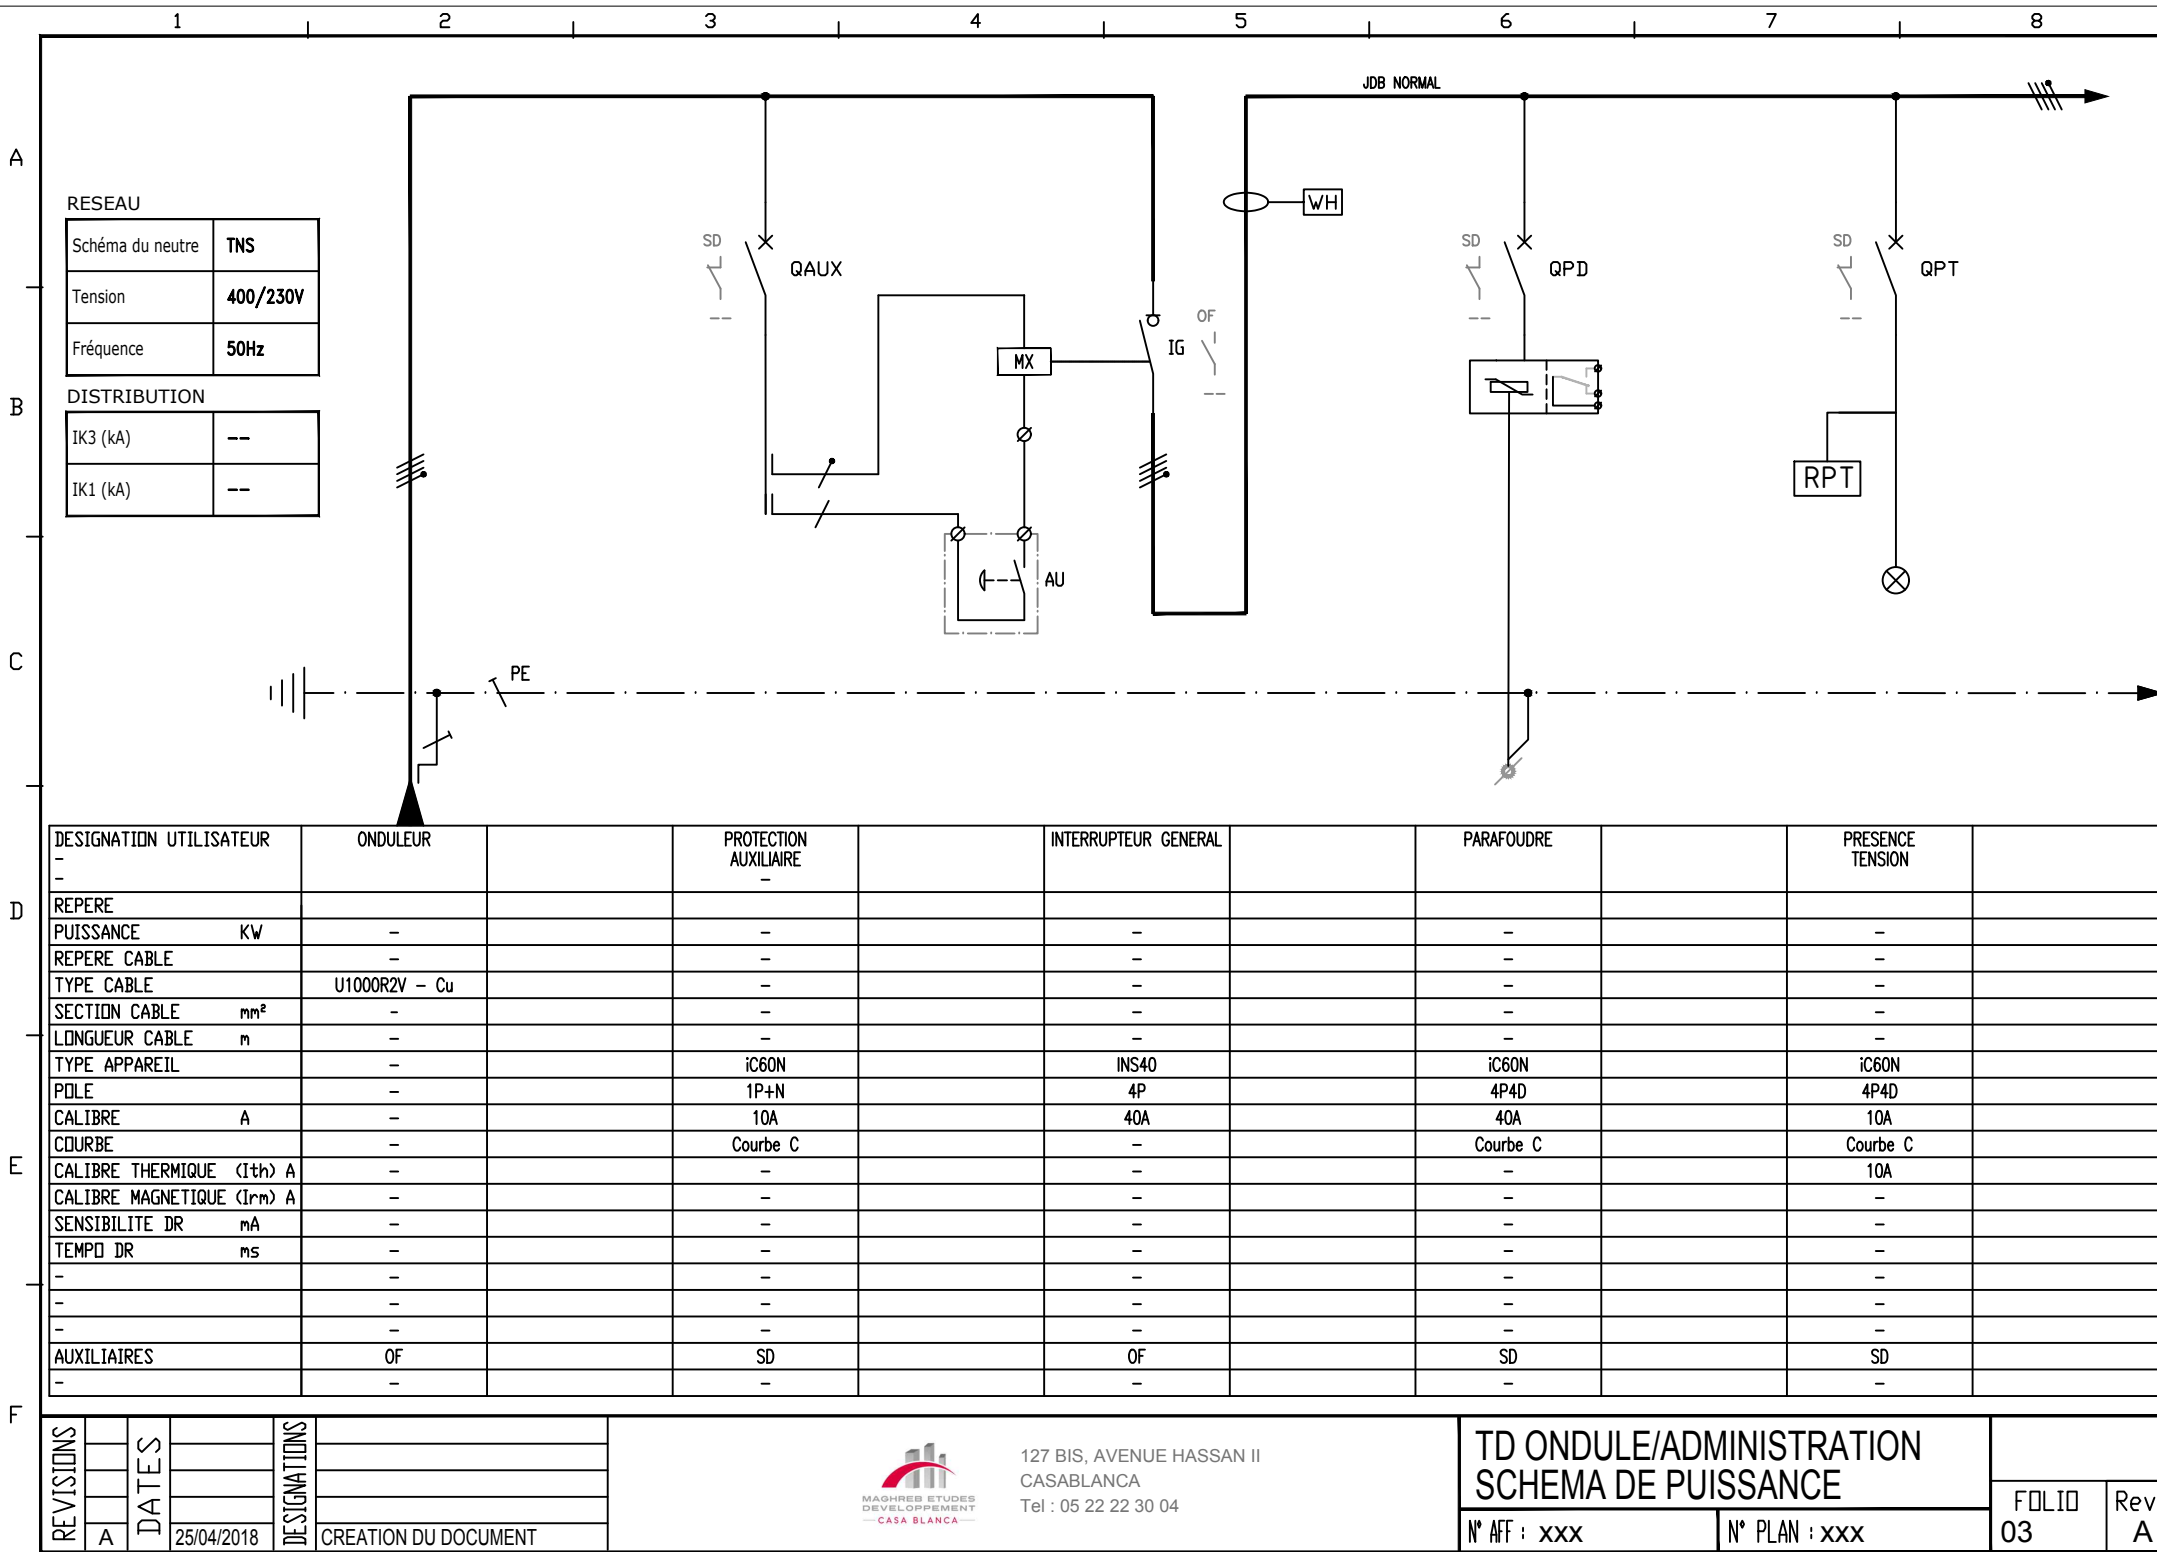 1 2 3 4 5 6 7 8
JDB NORMAL
A
RESEAU
Schéma du neutre TNS
Tension 400/230V
Fréquence 50Hz
DISTRIBUTION
IK3 (kA) --
IK1 (kA) --
SD
QAUX
--
MX
IG
OF
--
WH
SD
QPD
--
SD
QPT
--
RPT
AU
B
C
PE
DESIGNATION UTILISATEUR ONDULEUR PROTECTION INTERRUPTEUR GENERAL PARAFOUDRE PRESENCE
- AUXILIAIRE TENSION
- -
D
REPERE
PUISSANCE KW - - - - -
REPERE CABLE - - - - -
TYPE CABLE U1000R2V - Cu - - - -
SECTION CABLE mm² - - - - -
LONGUEUR CABLE m - - - - -
TYPE APPAREIL - iC60N INS40 iC60N iC60N
POLE - 1P+N 4P 4P4D 4P4D
CALIBRE A - 10A 40A 40A 10A
COURBE - Courbe C - Courbe C Courbe C
E
CALIBRE THERMIQUE (Ith) A - - - - 10A
CALIBRE MAGNETIQUE (Irm) A - - - - -
SENSIBILITE DR mA - - - - -
TEMPO DR ms - - - - -
- - - - - -
- - - - - -
- - - - - -
AUXILIAIRES OF SD OF SD SD
- - - - - -
F
REVISIONS
A
DATES
25/04/2018
DESIGNATIONS
CREATION DU DOCUMENT
MAGHREB ETUDES
DEVELOPPEMENT
CASA BLANCA
127 BIS, AVENUE HASSAN II
CASABLANCA
Tel : 05 22 22 30 04
TD ONDULE/ADMINISTRATION
SCHEMA DE PUISSANCE
N° AFF : XXX
N° PLAN : XXX
FOLIO
03
Rev
A